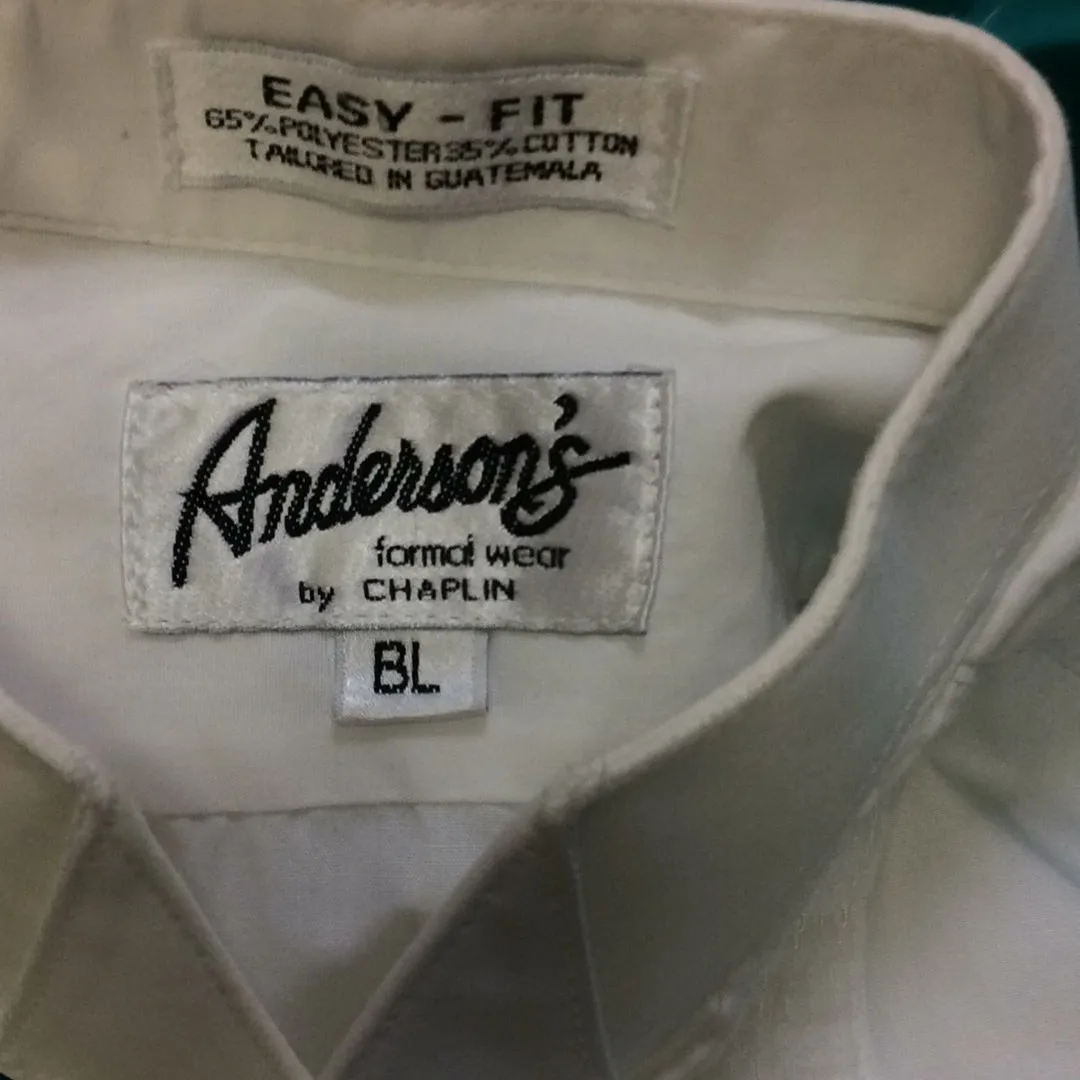 EASY - FIT
65% POLYESTER 35% COTTON
TAILORED IN GUATEMALA
Anderson's
formal wear
by CHAPLIN
BL